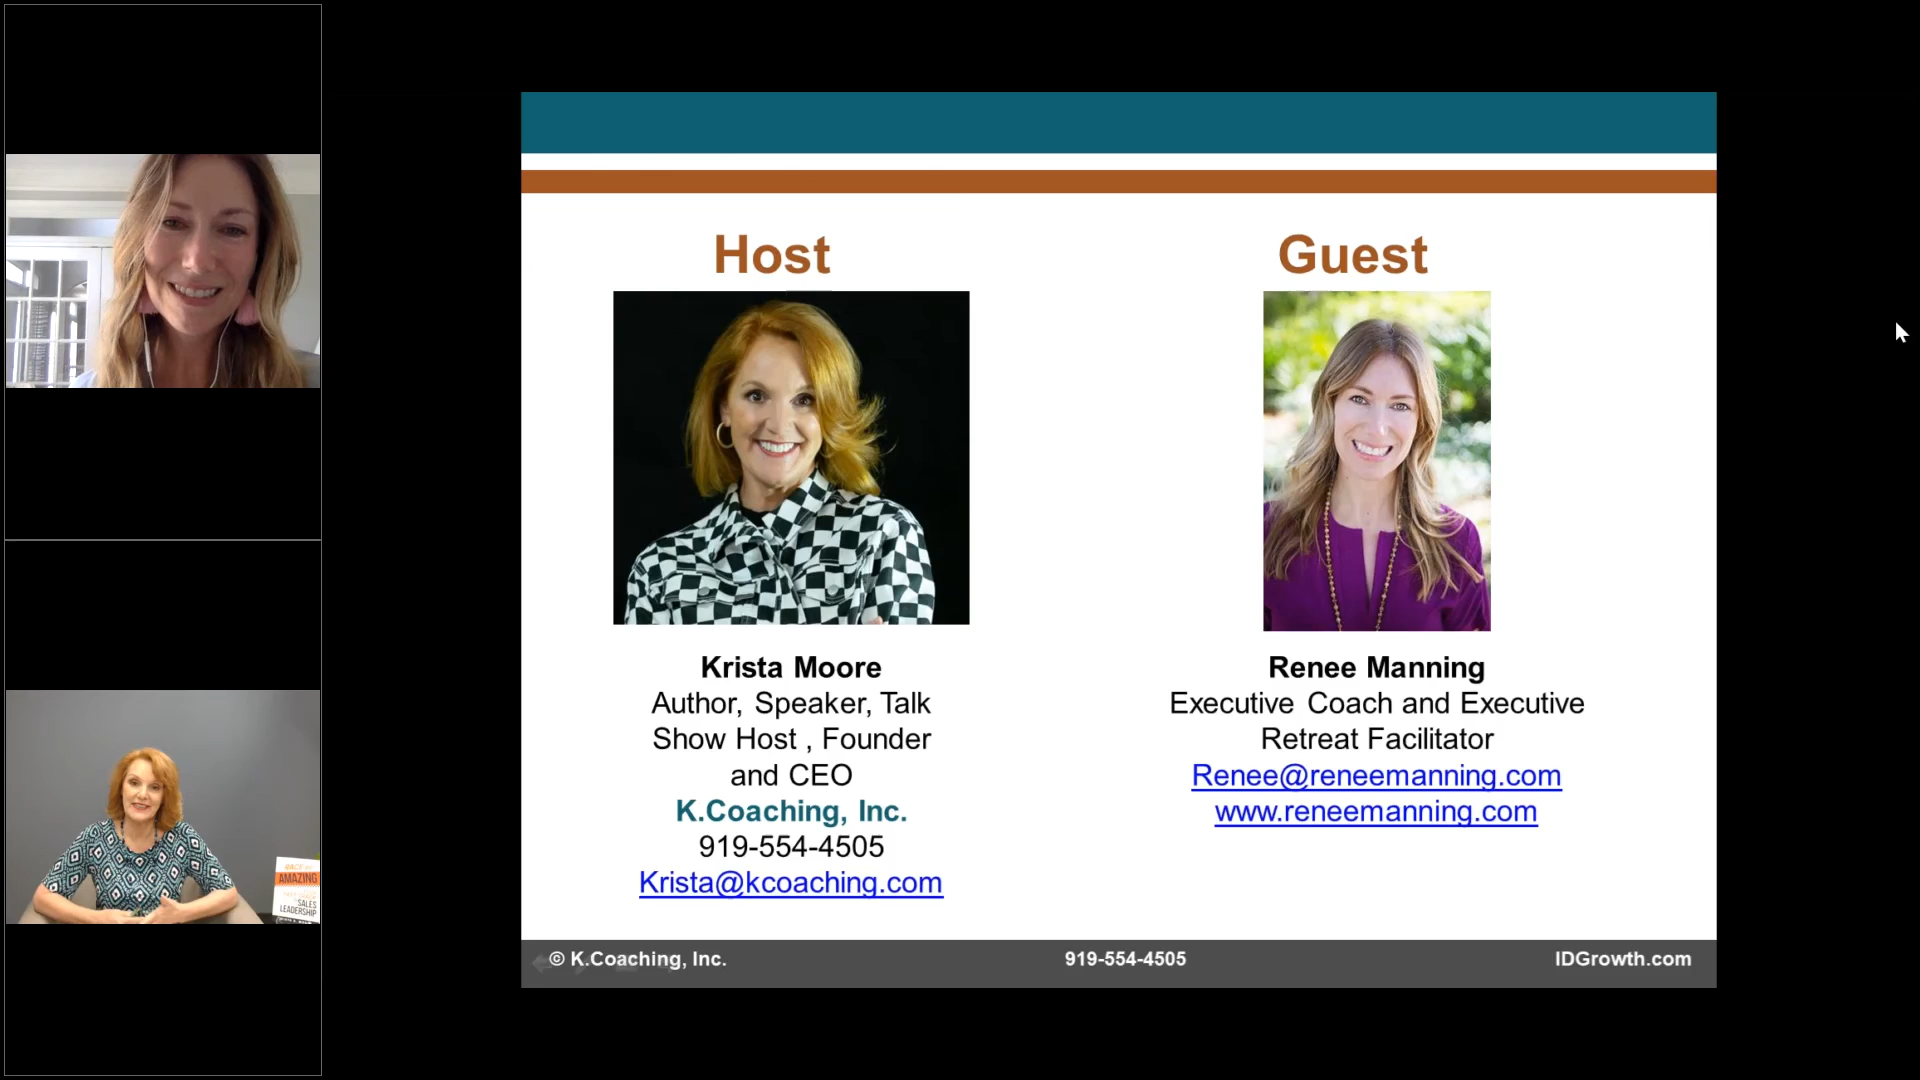 Host
Guest
Krista Moore
Author, Speaker, Talk
Show Host , Founder
and CEO
K.Coaching, Inc.
919-554-4505
Krista@kcoaching.com
Renee Manning
Executive Coach and Executive
Retreat Facilitator
Renee@reneemanning.com
www.reneemanning.com
© K.Coaching, Inc.
919-554-4505
IDGrowth.com
AMAZING
SALES
LEADERSHIP